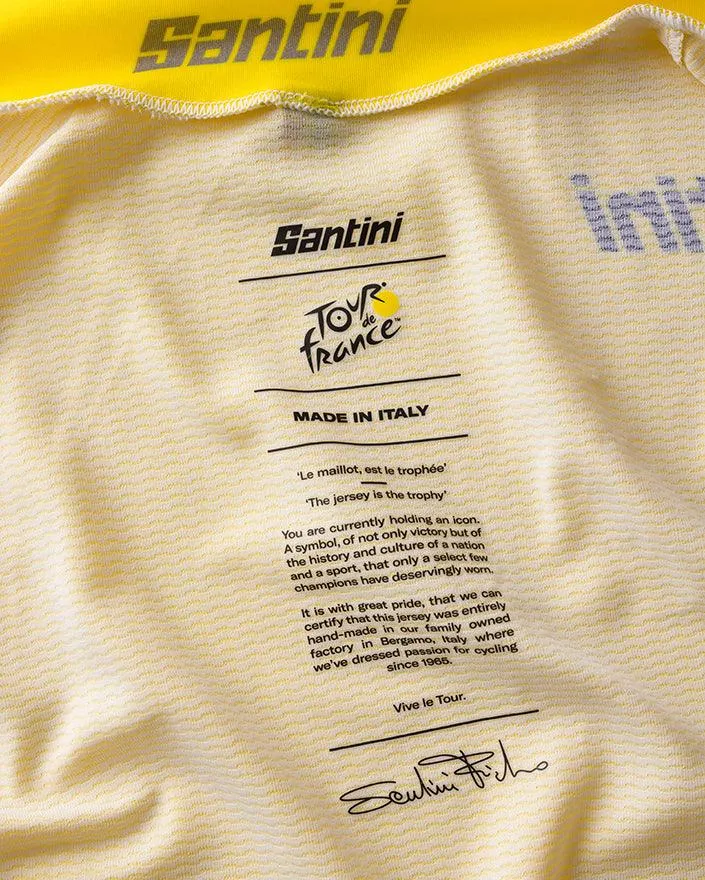 Santini
Santini
TOUR
de
france™
MADE IN ITALY
‘Le maillot, est le trophée’
‘The jersey is the trophy’
You are currently holding an icon.
A symbol, of not only victory but of
the history and culture of a nation
and a sport, that only a select few
champions have deservingly worn.
It is with great pride, that we can
certify that this jersey was entirely
hand-made in our family owned
factory in Bergamo, Italy where
we’ve dressed passion for cycling
since 1965.
Vive le Tour.
Santini